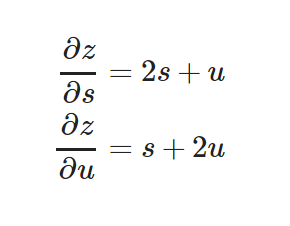 ∂z/∂s = 2s + u
∂z/∂u = s + 2u